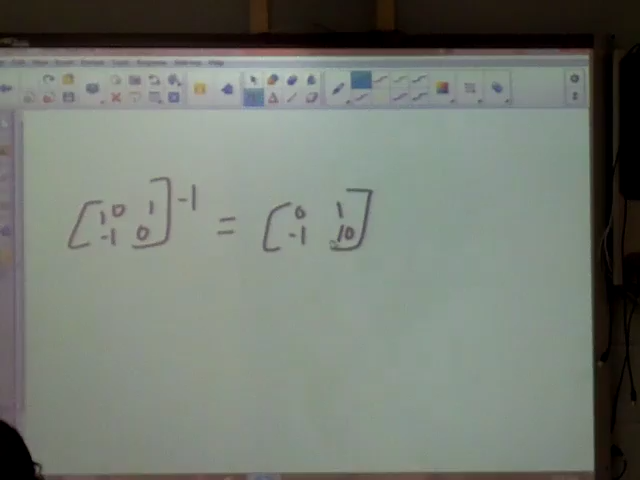 [10 1]⁻¹ = [0 1]
[-1 0] [-1 10]